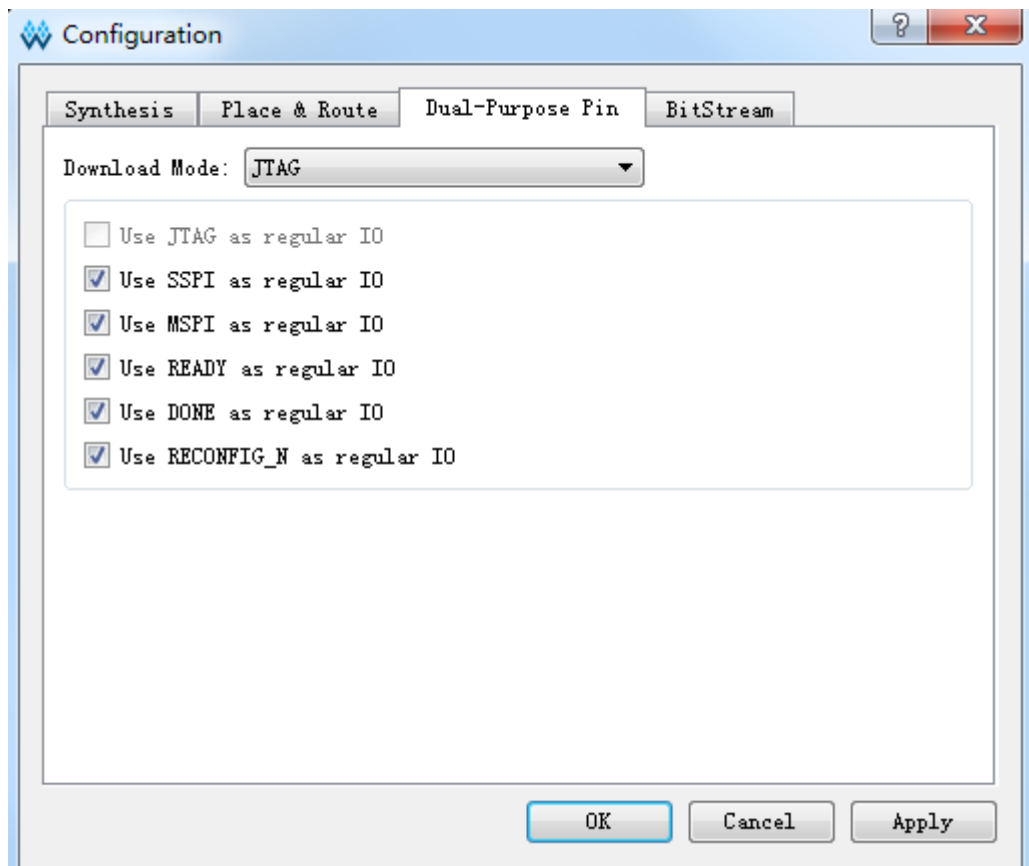 Configuration
Synthesis Place & Route Dual-Purpose Pin BitStream
Download Mode: JTAG
Use JTAG as regular IO
Use SSPI as regular IO
Use MSPI as regular IO
Use READY as regular IO
Use DONE as regular IO
Use RECONFIG_N as regular IO
OK Cancel Apply